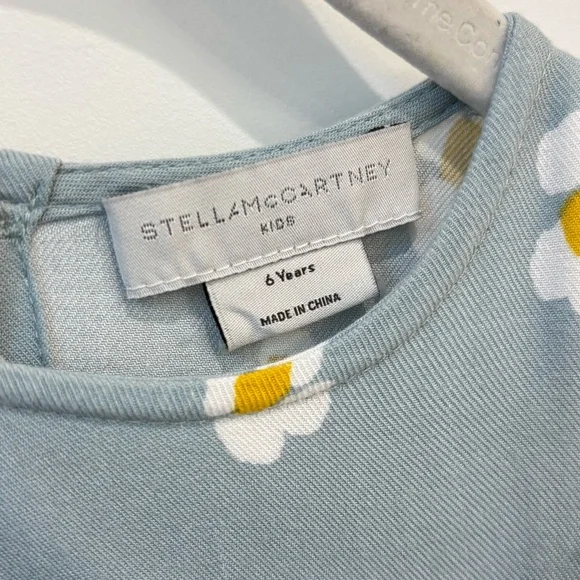 STELLAMcCARTNEY
KIDS
6 Years
MADE IN CHINA